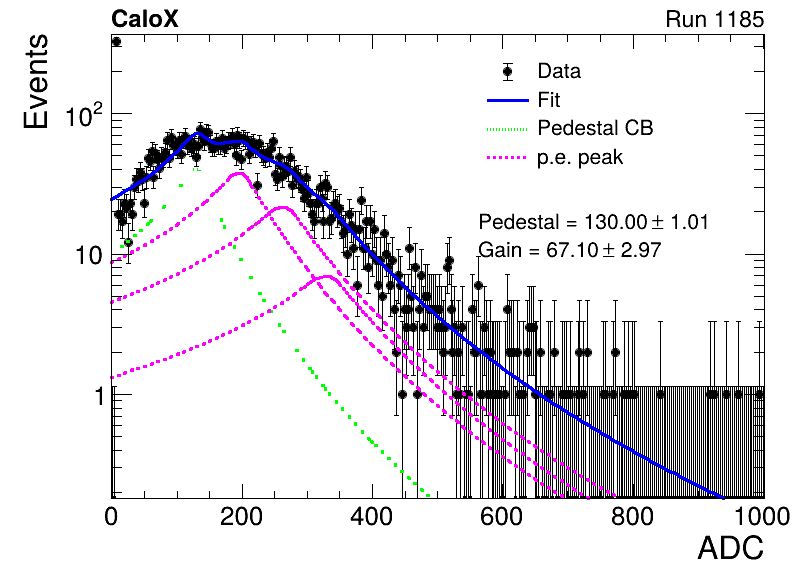 CaloX Run 1185
Events
Data
Fit
Pedestal CB
p.e. peak
Pedestal = 130.00 ± 1.01
Gain = 67.10 ± 2.97
10²
10
1
0 200 400 600 800 1000
ADC